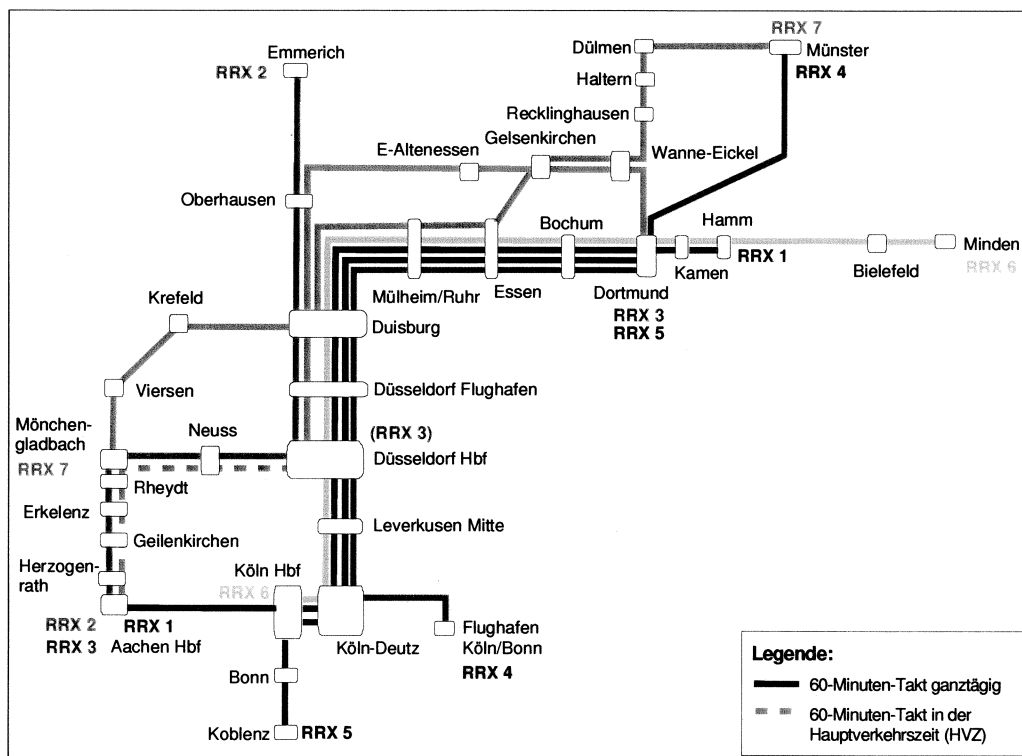 RRX 7
Emmerich
Dülmen
Münster
RRX 2
RRX 4
Haltern
Recklinghausen
Gelsenkirchen
E-Altenessen
Wanne-Eickel
Oberhausen
Bochum
Hamm
Minden
RRX 1
RRX 6
Kamen
Bielefeld
Mülheim/Ruhr
Essen
Dortmund
RRX 3
RRX 5
Krefeld
Duisburg
Viersen
Düsseldorf Flughafen
Mönchen-
gladbach
RRX 7
Neuss
(RRX 3)
Düsseldorf Hbf
Rheydt
Erkelenz
Leverkusen Mitte
Geilenkirchen
Herzogen-
rath
Köln Hbf
RRX 6
RRX 2
RRX 1
RRX 3
Aachen Hbf
Köln-Deutz
Flughafen
Köln/Bonn
RRX 4
Bonn
Koblenz
RRX 5
Legende:
60-Minuten-Takt ganztägig
60-Minuten-Takt in der
Hauptverkehrszeit (HVZ)